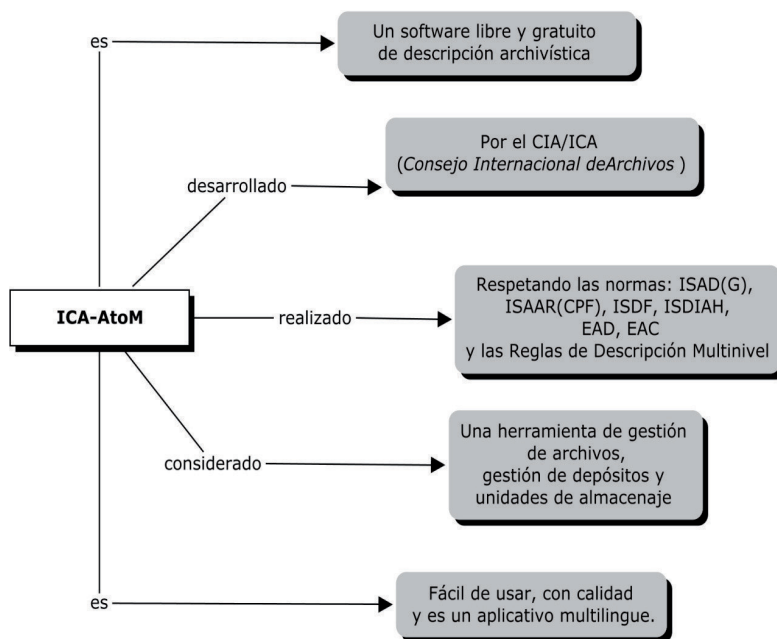 es
Un software libre y gratuito
de descripción archivística
desarrollado
Por el CIA/ICA
(Consejo Internacional deArchivos )
ICA-AtoM
realizado
Respetando las normas: ISAD(G),
ISAAR(CPF), ISDF, ISDIAH,
EAD, EAC
y las Reglas de Descripción Multinivel
considerado
Una herramienta de gestión
de archivos,
gestión de depósitos y
unidades de almacenaje
es
Fácil de usar, con calidad
y es un aplicativo multilingue.